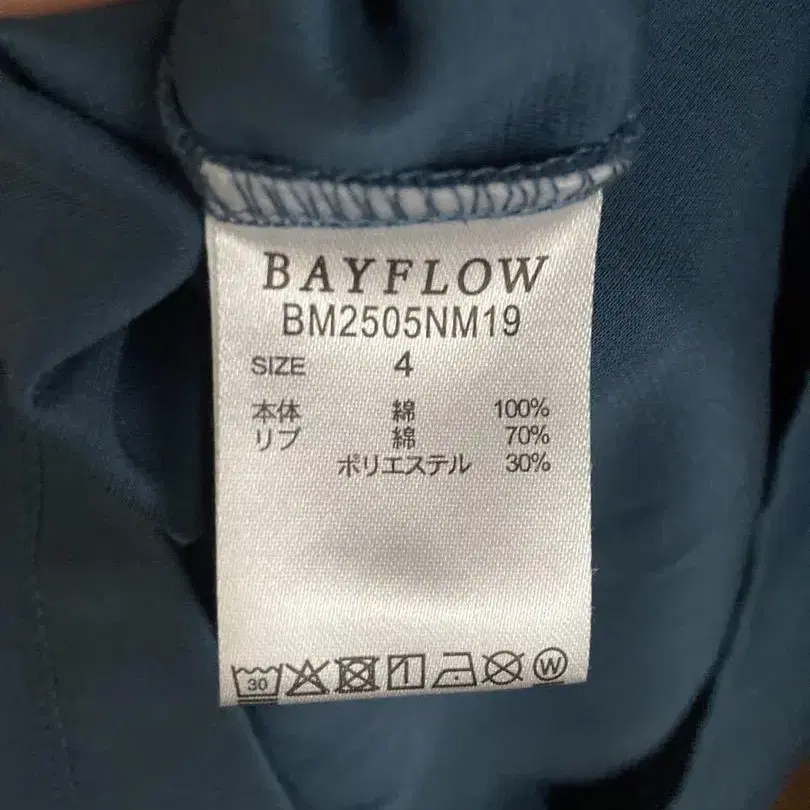 BAYFLOW
BM2505NM19
SIZE 4
本体 綿 100%
リブ 綿 70%
ポリエステル 30%
30
W